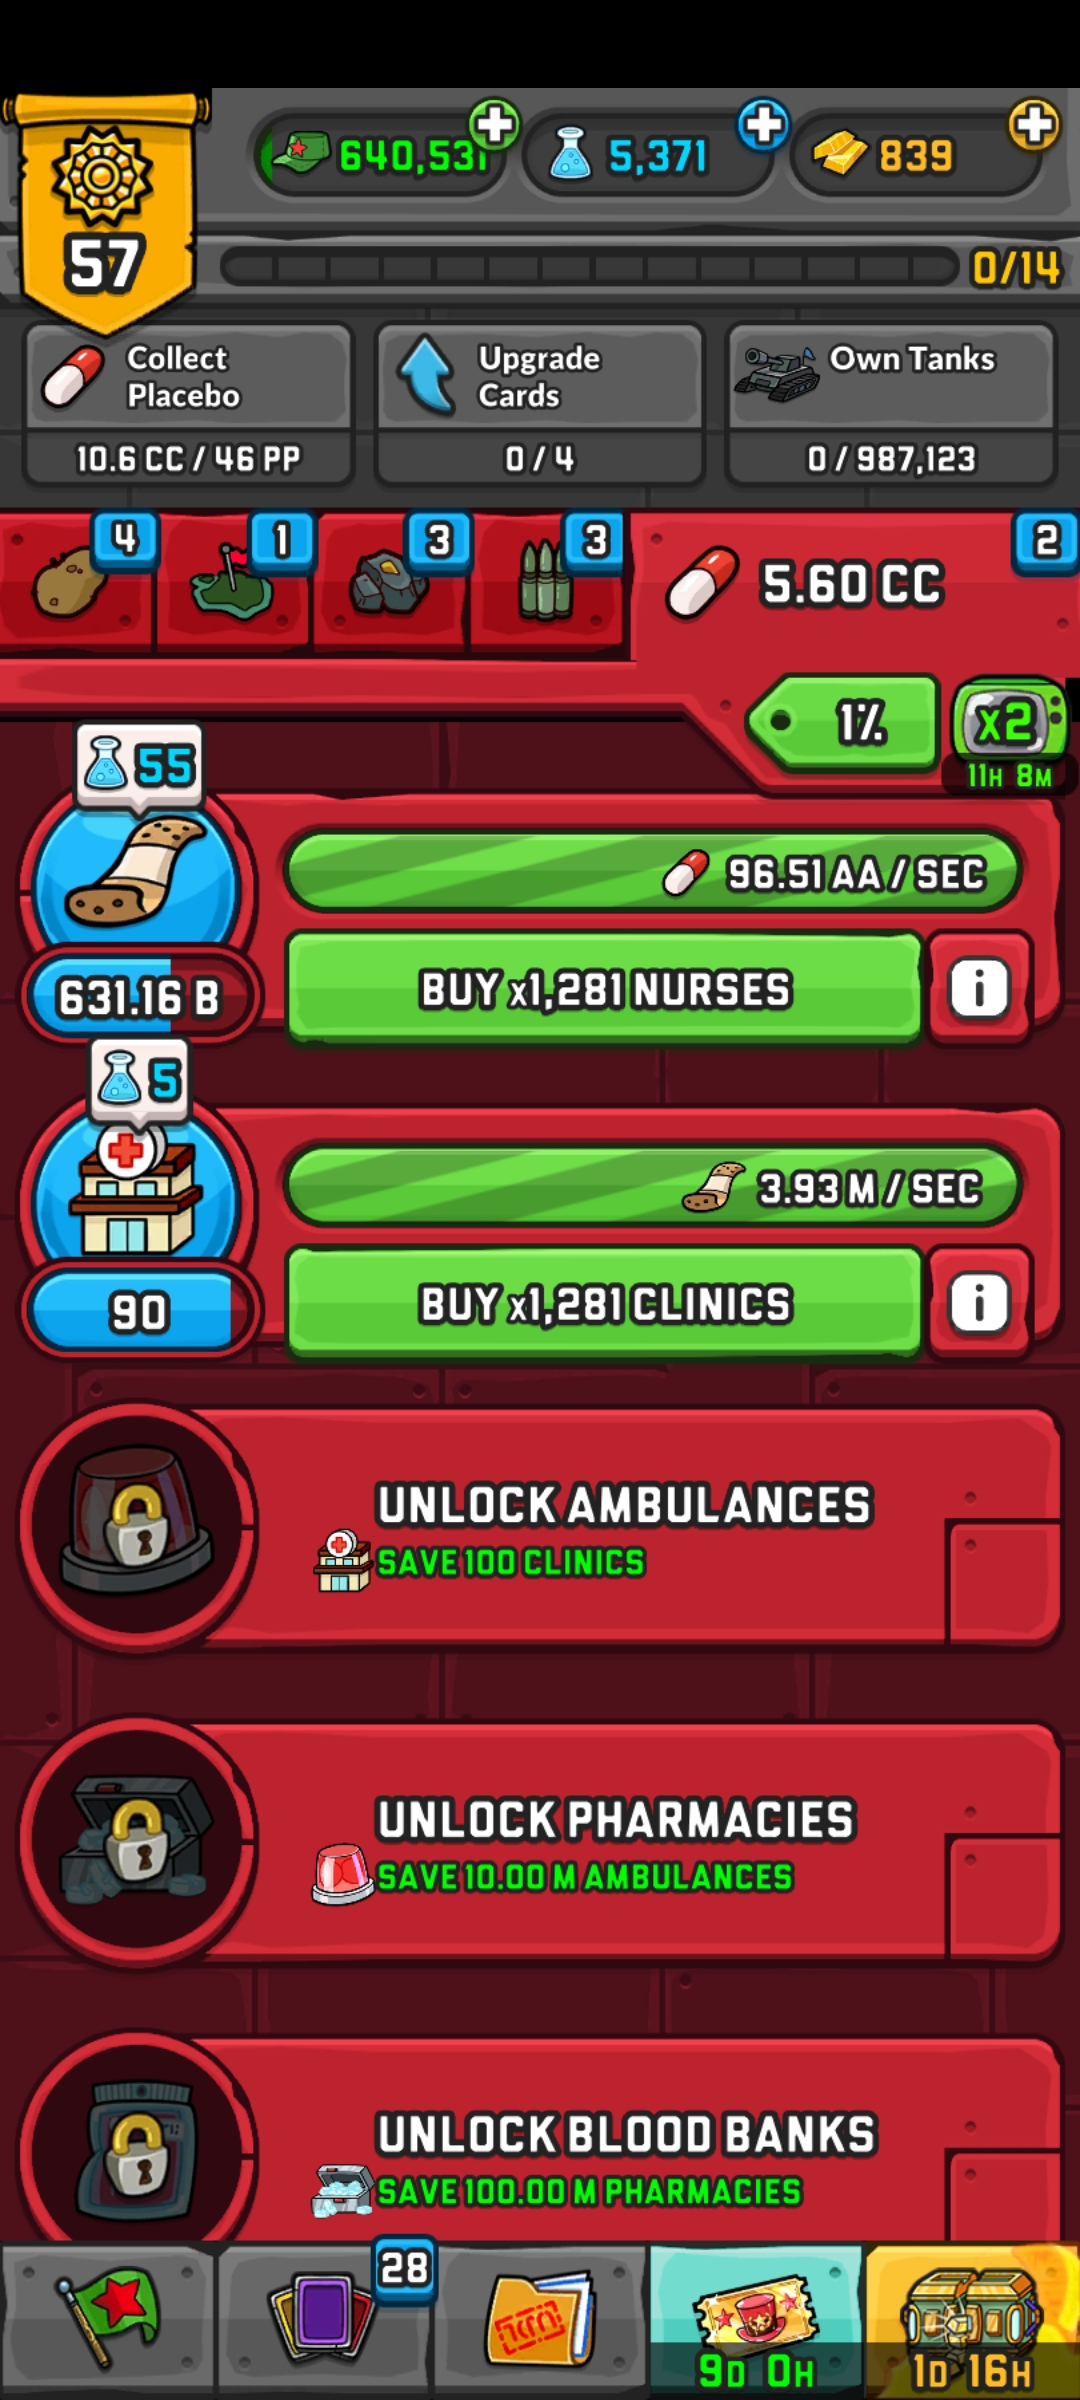 640,531
5,371
839
57
0/14
Collect
Placebo
10.6 CC / 46 PP
Upgrade
Cards
0 / 4
Own Tanks
0 / 987,123
4
1
3
3
2
5.60 CC
1%
x2
11H 8M
55
96.51 AA / SEC
631.16 B
BUY x1,281 NURSES
i
5
3.93 M / SEC
90
BUY x1,281 CLINICS
i
UNLOCK AMBULANCES
SAVE 100 CLINICS
UNLOCK PHARMACIES
SAVE 10.00 M AMBULANCES
UNLOCK BLOOD BANKS
SAVE 100.00 M PHARMACIES
28
9D 0H
1D 16H